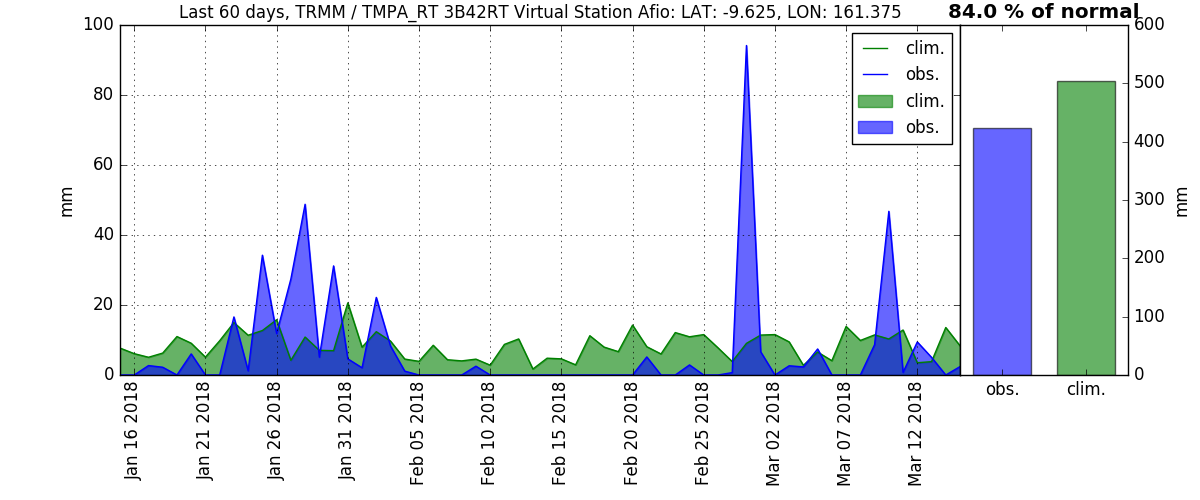 Last 60 days, TRMM / TMPA_RT 3B42RT Virtual Station Afio: LAT: -9.625, LON: 161.375
84.0 % of normal
mm
100
80
60
40
20
0
clim.
obs.
clim.
obs.
Jan 16 2018
Jan 21 2018
Jan 26 2018
Jan 31 2018
Feb 05 2018
Feb 10 2018
Feb 15 2018
Feb 20 2018
Feb 25 2018
Mar 02 2018
Mar 07 2018
Mar 12 2018
600
500
400
300
200
100
0
mm
obs.
clim.